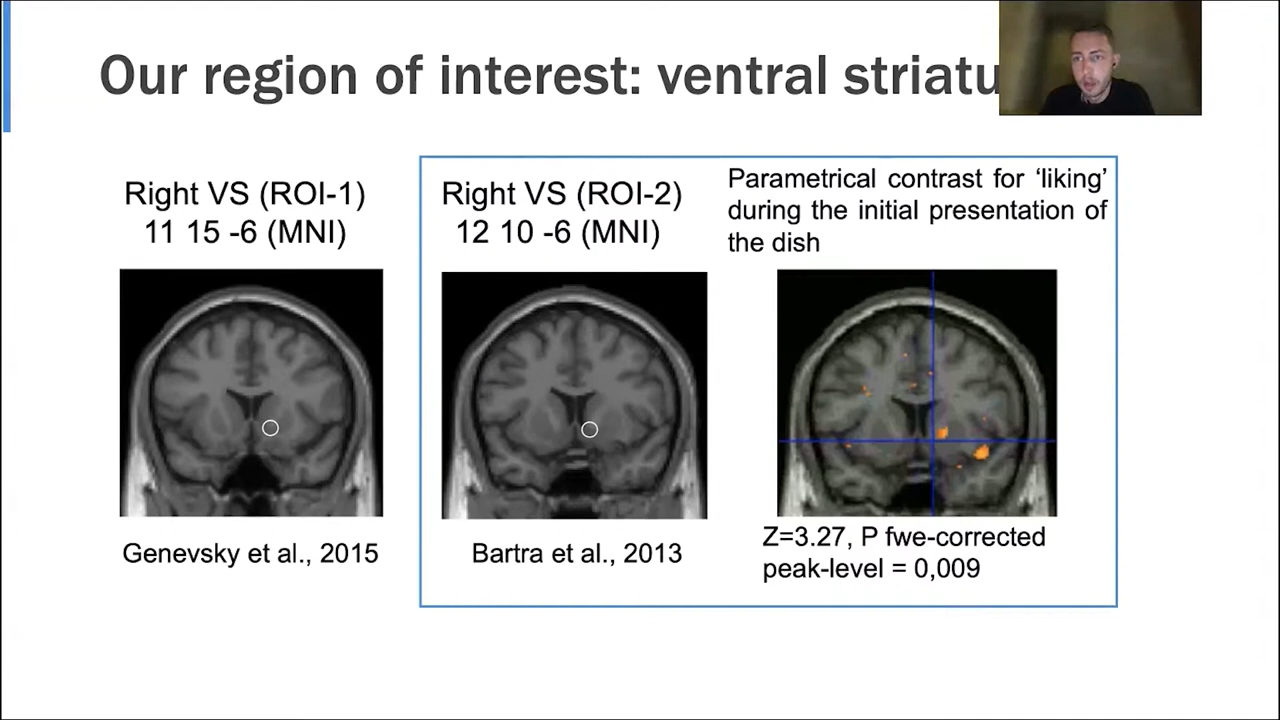 Our region of interest: ventral striatu
Right VS (ROI-1)
11 15 -6 (MNI)
Genevsky et al., 2015
Right VS (ROI-2)
12 10 -6 (MNI)
Bartra et al., 2013
Parametrical contrast for ‘liking’
during the initial presentation of
the dish
Z=3.27, P fwe-corrected
peak-level = 0,009